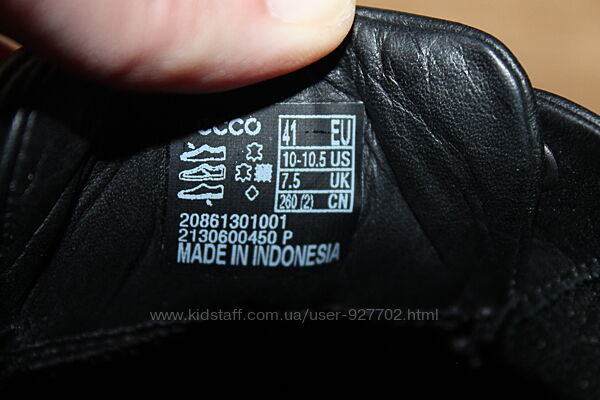 ecco
41 EU
10-10.5 US
7.5 UK
260 (2) CN
20861301001
2130600450 P
MADE IN INDONESIA
www.kidstaff.com.ua/user-927702.html